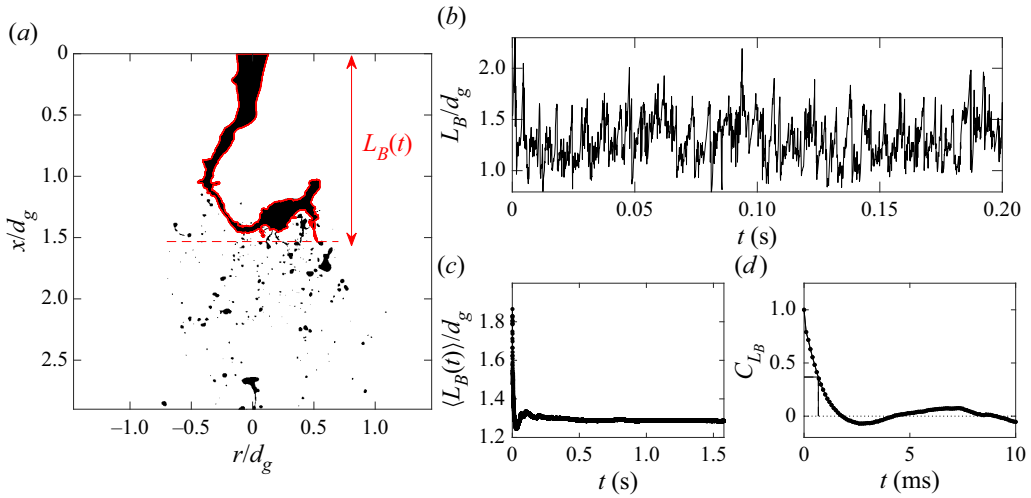 (a)
0
0.5
1.0
1.5
2.0
2.5
x/d_g
–1.0 –0.5 0 0.5 1.0
r/d_g
L_B(t)
(b)
2.0
1.5
1.0
L_B/d_g
0 0.05 0.10 0.15 0.20
t (s)
(c)
1.8
1.6
1.4
1.2
⟨L_B(t)⟩/d_g
0 0.5 1.0 1.5
t (s)
(d)
1.0
0.5
0
C_{L_B}
0 5 10
t (ms)